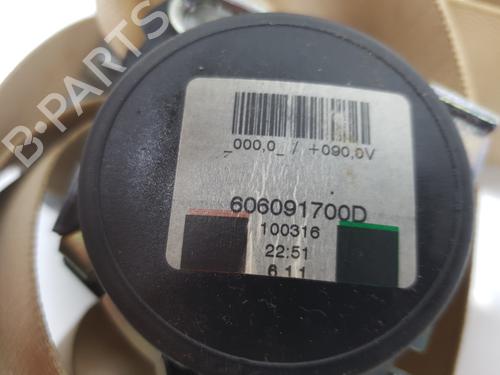 B-PARTS
_000,0_ / +090,0V
606091700D
100316
22:51
6.11